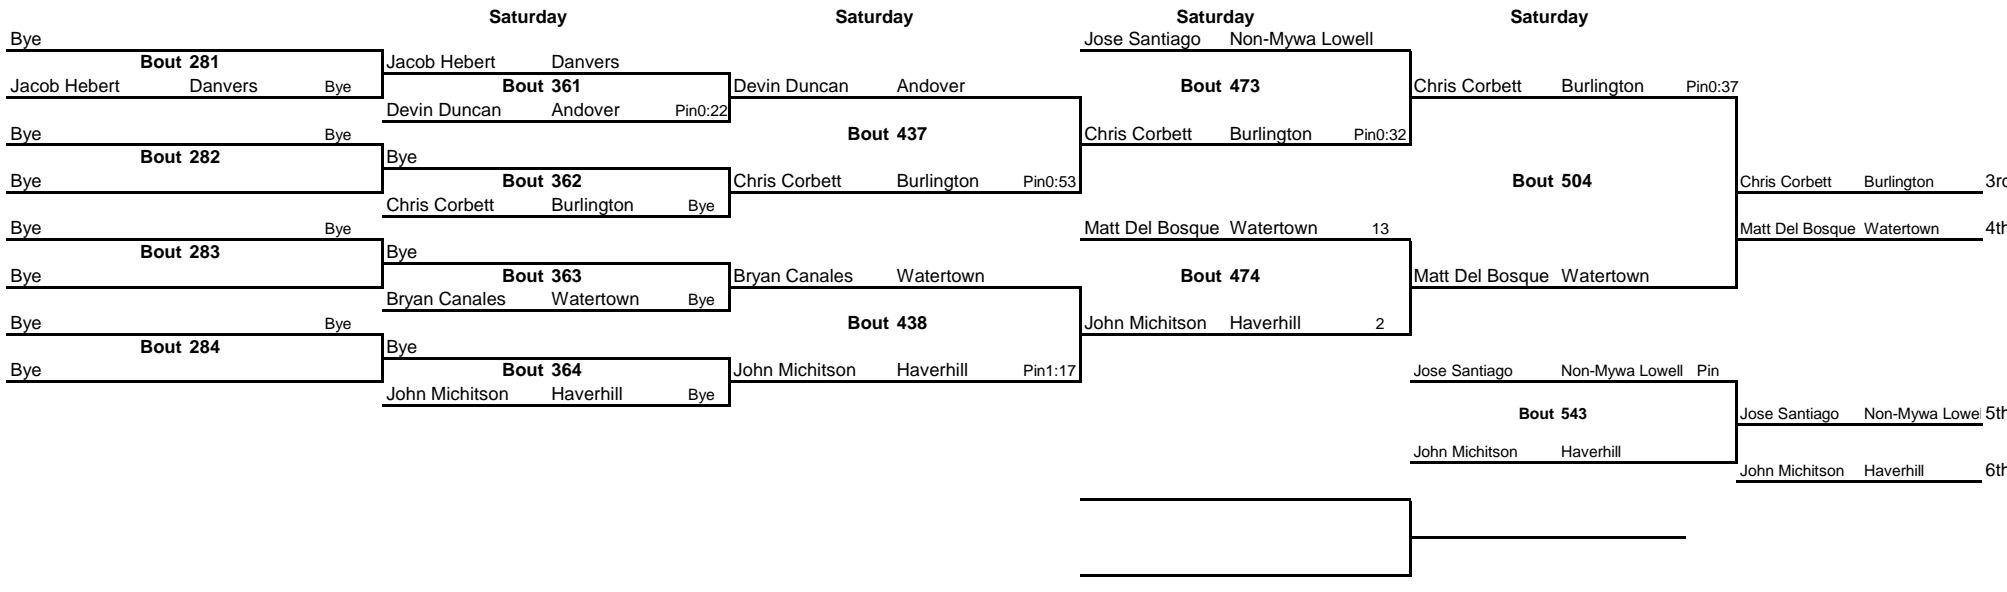 Saturday Saturday Saturday Saturday
Bye Jose Santiago Non-Mywa Lowell
Bout 281 Jacob Hebert Danvers
Jacob Hebert Danvers Bye Bout 361 Devin Duncan Andover Bout 473 Chris Corbett Burlington Pin0:37
Devin Duncan Andover Pin0:22
Bye Bye Bout 437 Chris Corbett Burlington Pin0:32
Bout 282 Bye
Bye Bout 362 Chris Corbett Burlington Pin0:53 Bout 504 Chris Corbett Burlington 3rd
Chris Corbett Burlington Bye
Bye Bye Matt Del Bosque Watertown 13 Matt Del Bosque Watertown 4th
Bout 283 Bye
Bye Bout 363 Bryan Canales Watertown Bout 474 Matt Del Bosque Watertown
Bryan Canales Watertown Bye
Bye Bye Bout 438 John Michitson Haverhill 2
Bout 284 Bye
Bye Bout 364 John Michitson Haverhill Pin1:17 Jose Santiago Non-Mywa Lowell Pin
John Michitson Haverhill Bye
Bout 543 Jose Santiago Non-Mywa Lowel 5th
John Michitson Haverhill
John Michitson Haverhill 6th